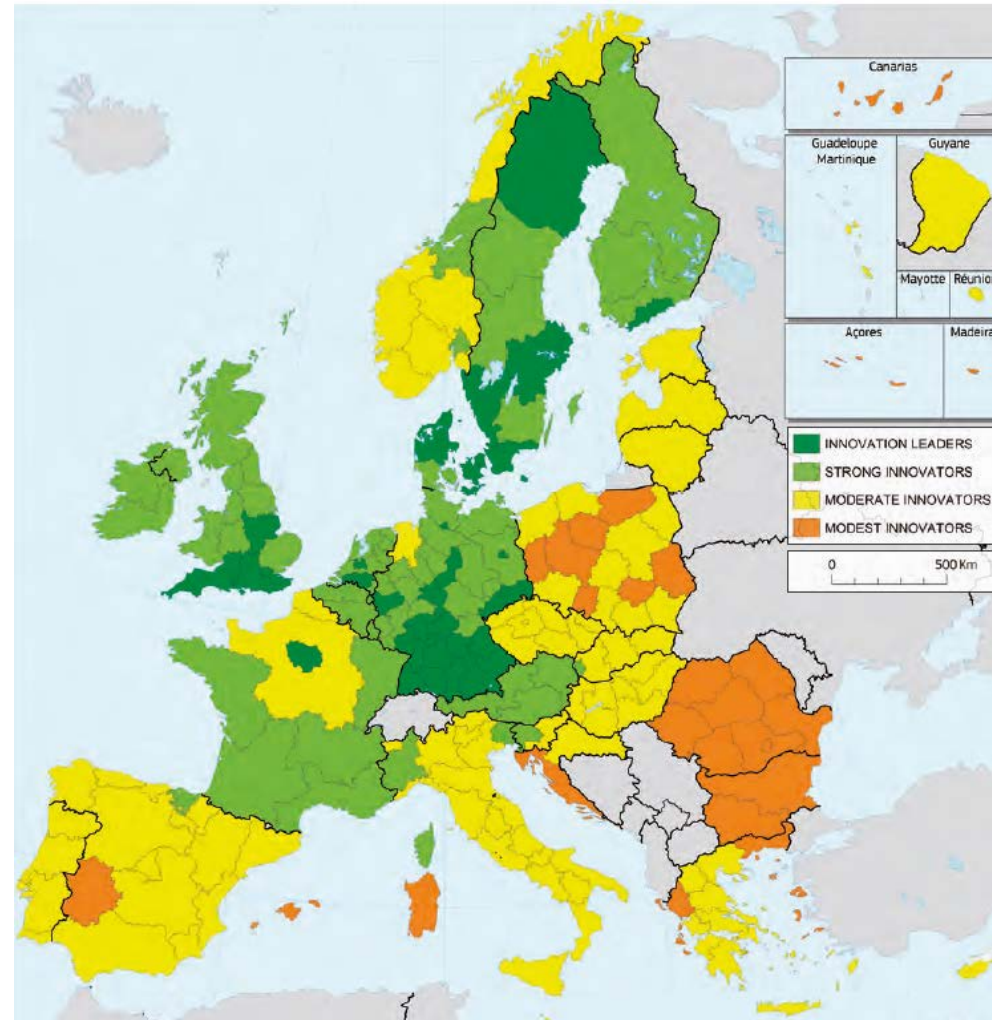 Canarias
Guadeloupe
Martinique
Guyane
Mayotte
Réunion
Açores
Madeira
INNOVATION LEADERS
STRONG INNOVATORS
MODERATE INNOVATORS
MODEST INNOVATORS
0 500 Km